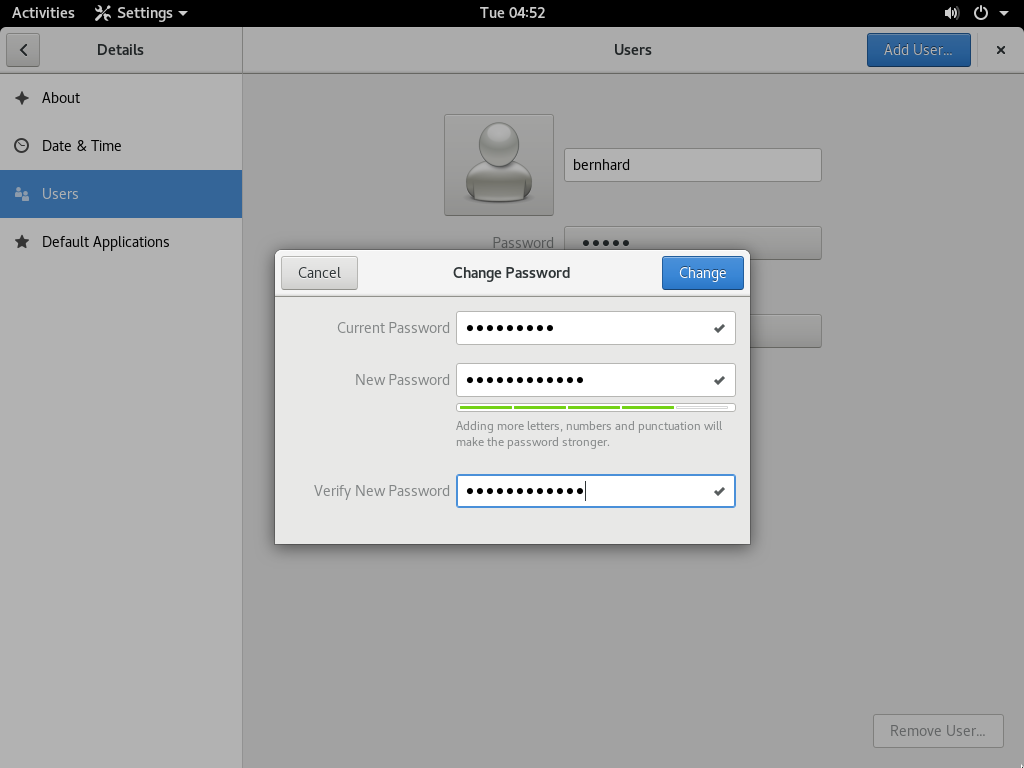 Activities Settings Tue 04:52
Details Users Add User...
About
Date & Time
Users
Default Applications
bernhard
Password •••••
Cancel Change Password Change
Current Password •••••••••
New Password ••••••••••••
Adding more letters, numbers and punctuation will
make the password stronger.
Verify New Password ••••••••••••
Remove User...